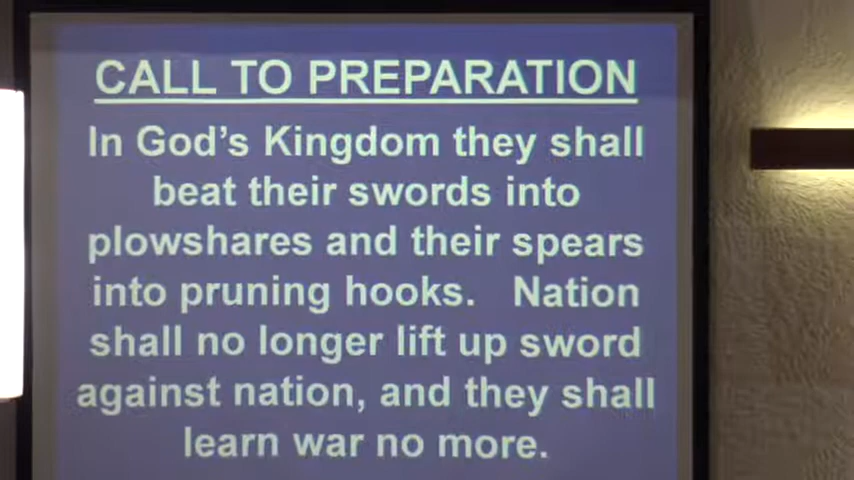 CALL TO PREPARATION
In God’s Kingdom they shall
beat their swords into
plowshares and their spears
into pruning hooks. Nation
shall no longer lift up sword
against nation, and they shall
learn war no more.